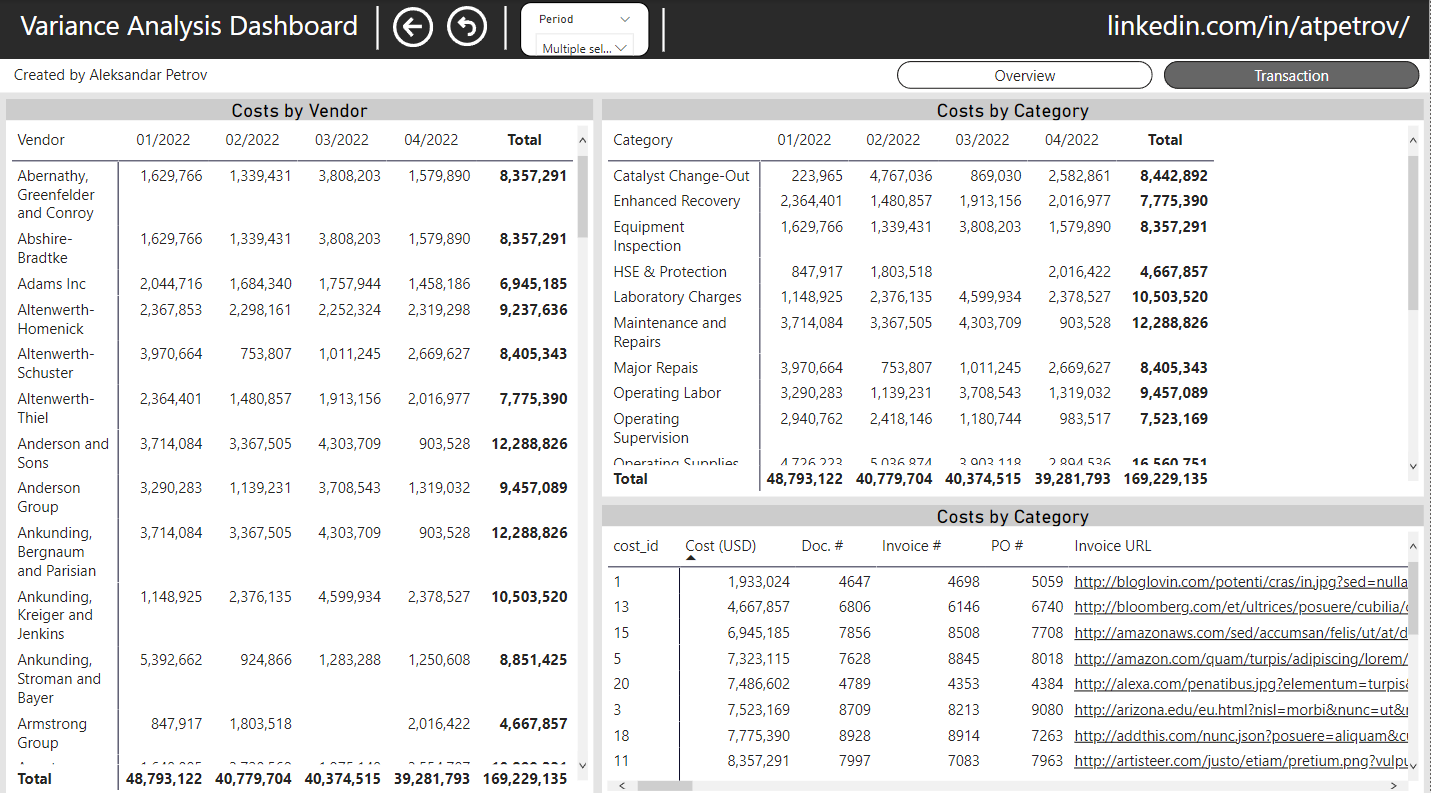 Variance Analysis Dashboard
Period
Multiple sel...
linkedin.com/in/atpetrov/
Created by Aleksandar Petrov
Overview
Transaction
Costs by Vendor
Vendor 01/2022 02/2022 03/2022 04/2022 Total
Abernathy, 1,629,766 1,339,431 3,808,203 1,579,890 8,357,291
Greenfelder
and Conroy
Abshire- 1,629,766 1,339,431 3,808,203 1,579,890 8,357,291
Bradtke
Adams Inc 2,044,716 1,684,340 1,757,944 1,458,186 6,945,185
Altenwerth- 2,367,853 2,298,161 2,252,324 2,319,298 9,237,636
Homenick
Altenwerth- 3,970,664 753,807 1,011,245 2,669,627 8,405,343
Schuster
Altenwerth- 2,364,401 1,480,857 1,913,156 2,016,977 7,775,390
Thiel
Anderson and 3,714,084 3,367,505 4,303,709 903,528 12,288,826
Sons
Anderson 3,290,283 1,139,231 3,708,543 1,319,032 9,457,089
Group
Ankunding, 3,714,084 3,367,505 4,303,709 903,528 12,288,826
Bergnaum
and Parisian
Ankunding, 1,148,925 2,376,135 4,599,934 2,378,527 10,503,520
Kreiger and
Jenkins
Ankunding, 5,392,662 924,866 1,283,288 1,250,608 8,851,425
Stroman and
Bayer
Armstrong 847,917 1,803,518 2,016,422 4,667,857
Group
Total 48,793,122 40,779,704 40,374,515 39,281,793 169,229,135
Costs by Category
Category 01/2022 02/2022 03/2022 04/2022 Total
Catalyst Change-Out 223,965 4,767,036 869,030 2,582,861 8,442,892
Enhanced Recovery 2,364,401 1,480,857 1,913,156 2,016,977 7,775,390
Equipment 1,629,766 1,339,431 3,808,203 1,579,890 8,357,291
Inspection
HSE & Protection 847,917 1,803,518 2,016,422 4,667,857
Laboratory Charges 1,148,925 2,376,135 4,599,934 2,378,527 10,503,520
Maintenance and 3,714,084 3,367,505 4,303,709 903,528 12,288,826
Repairs
Major Repais 3,970,664 753,807 1,011,245 2,669,627 8,405,343
Operating Labor 3,290,283 1,139,231 3,708,543 1,319,032 9,457,089
Operating 2,940,762 2,418,146 1,180,744 983,517 7,523,169
Supervision
Operating Supplies 4,726,223 5,036,874 3,903,118 2,894,536 16,560,751
Total 48,793,122 40,779,704 40,374,515 39,281,793 169,229,135
Costs by Category
cost_id Cost (USD) Doc. # Invoice # PO # Invoice URL
1 1,933,024 4647 4698 5059 http://bloglovin.com/potenti/cras/in.jpg?sed=nulla
13 4,667,857 6806 6146 6740 http://bloomberg.com/et/ultrices/posuere/cubilia/
15 6,945,185 7856 8508 7708 http://amazonaws.com/sed/accumsan/felis/ut/at/d
5 7,323,115 7628 8845 8018 http://amazon.com/quam/turpis/adipiscing/lorem/
20 7,486,602 4789 4353 4384 http://alexa.com/penatibus.jpg?elementum=turpis
3 7,523,169 8709 8213 9080 http://arizona.edu/eu.html?nisl=morbi&nunc=ut&
18 7,775,390 8928 8914 7263 http://addthis.com/nunc.json?posuere=aliquam&
11 8,357,291 7997 7083 7963 http://artisteer.com/justo/etiam/pretium.png?vulp